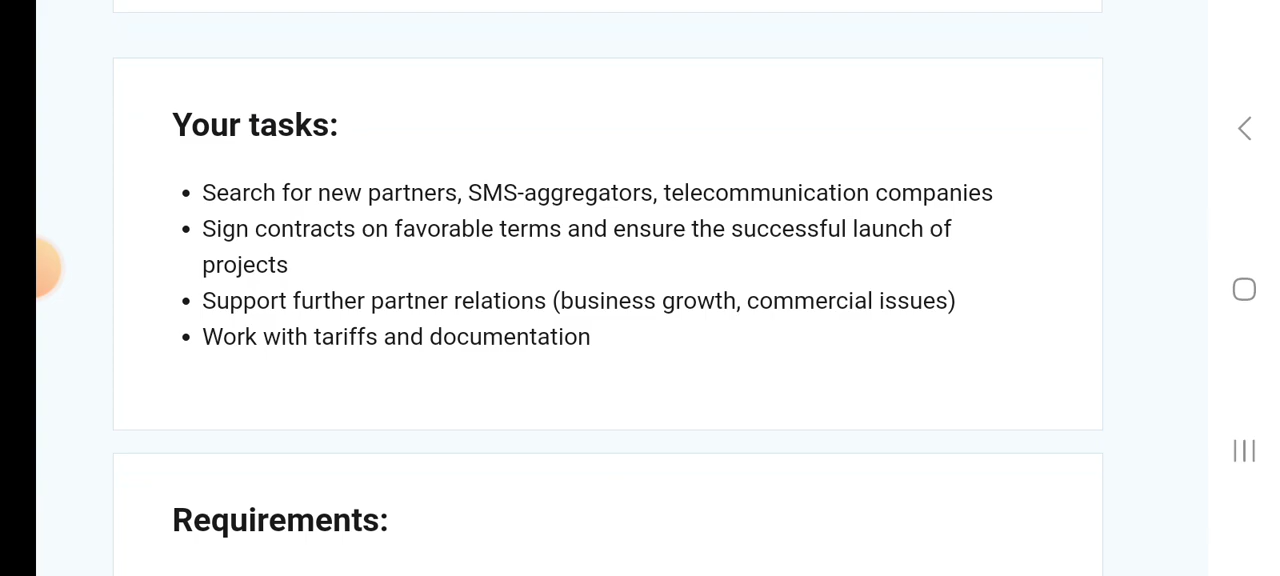 Your tasks:
• Search for new partners, SMS-aggregators, telecommunication companies
• Sign contracts on favorable terms and ensure the successful launch of
projects
• Support further partner relations (business growth, commercial issues)
• Work with tariffs and documentation
Requirements: